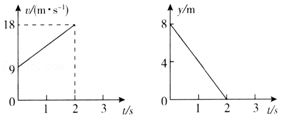 v/(m·s⁻¹)
18
9
0
1 2 3 t/s
y/m
8
4
0
1 2 3 t/s